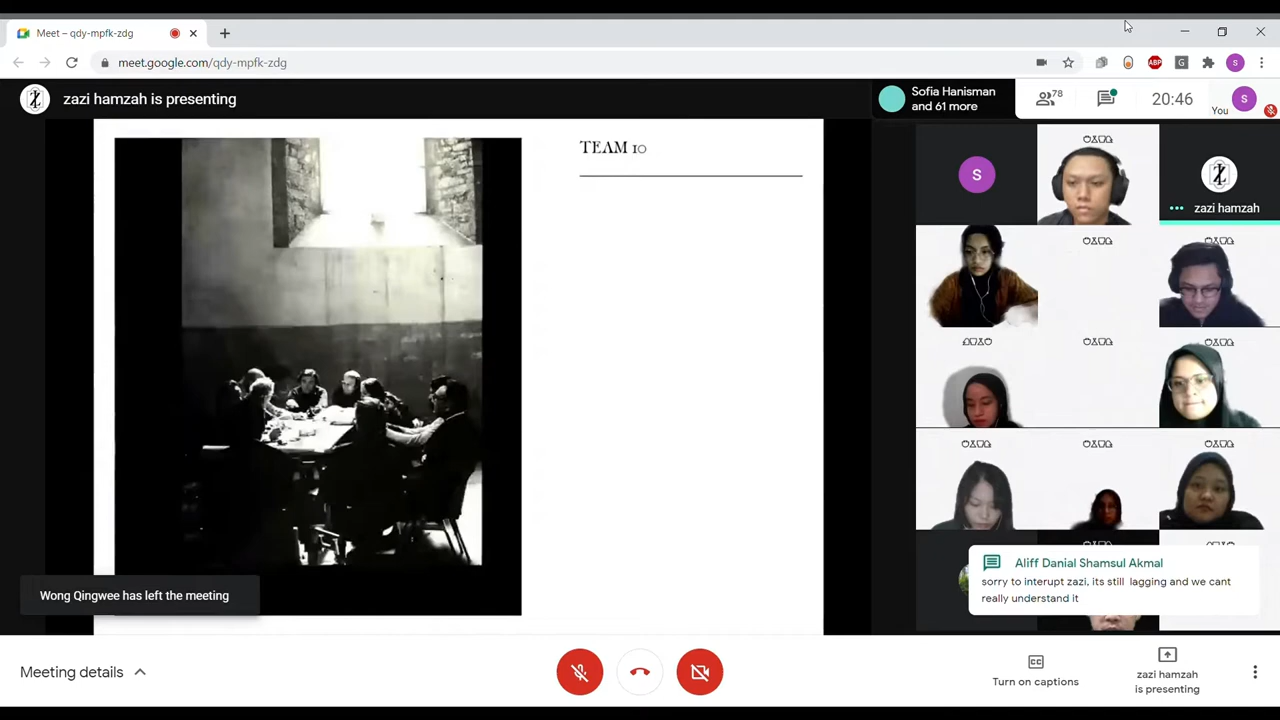 Meet – qdy-mpfk-zdg
meet.google.com/qdy-mpfk-zdg
ABP
G
S
zazi hamzah is presenting
Sofia Hanisman
and 61 more
78
20:46
You
S
TEAM 10
S
zazi hamzah
Aliff Danial Shamsul Akmal
sorry to interupt zazi, its still lagging and we cant
really understand it
Wong Qingwee has left the meeting
Meeting details
CC
Turn on captions
zazi hamzah
is presenting